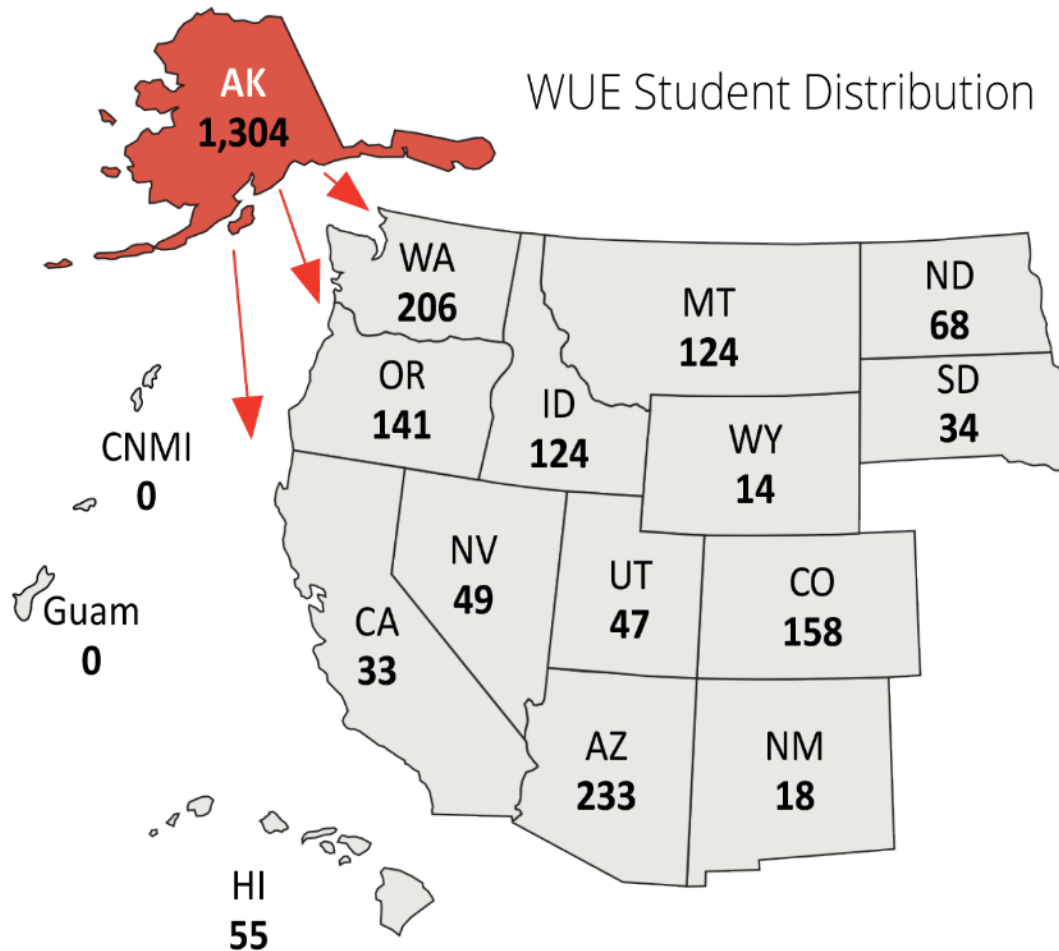 WUE Student Distribution
AK
1,304
WA
206
MT
124
ND
68
OR
141
ID
124
SD
34
WY
14
CNMI
0
NV
49
UT
47
CO
158
Guam
0
CA
33
AZ
233
NM
18
HI
55